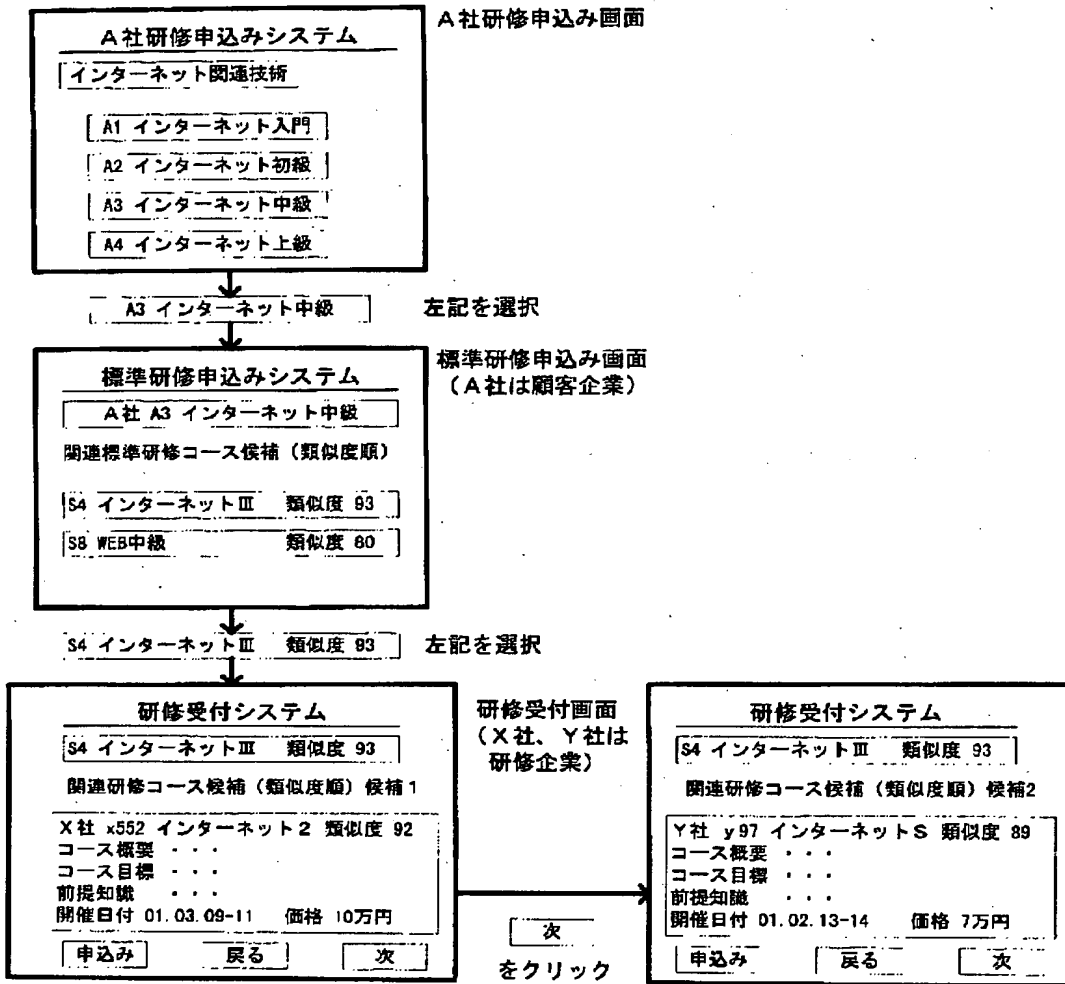 A社研修申込み画面
A社研修申込みシステム
インターネット関連技術
A1 インターネット入門
A2 インターネット初級
A3 インターネット中級
A4 インターネット上級
A3 インターネット中級
左記を選択
標準研修申込み画面
(A社は顧客企業)
標準研修申込みシステム
A社 A3 インターネット中級
関連標準研修コース候補(類似度順)
S4 インターネットⅢ 類似度 93
S8 WEB中級 類似度 80
S4 インターネットⅢ 類似度 93
左記を選択
研修受付システム
S4 インターネットⅢ 類似度 93
関連研修コース候補(類似度順)候補1
X社 x552 インターネット2 類似度 92
コース概要 ・・・
コース目標 ・・・
前提知識 ・・・
開催日付 01.03.09-11 価格 10万円
申込み 戻る 次
研修受付画面
(X社、Y社は
研修企業)
次
をクリック
研修受付システム
S4 インターネットⅢ 類似度 93
関連研修コース候補(類似度順)候補2
Y社 y97 インターネットS 類似度 89
コース概要 ・・・
コース目標 ・・・
前提知識 ・・・
開催日付 01.02.13-14 価格 7万円
申込み 戻る 次